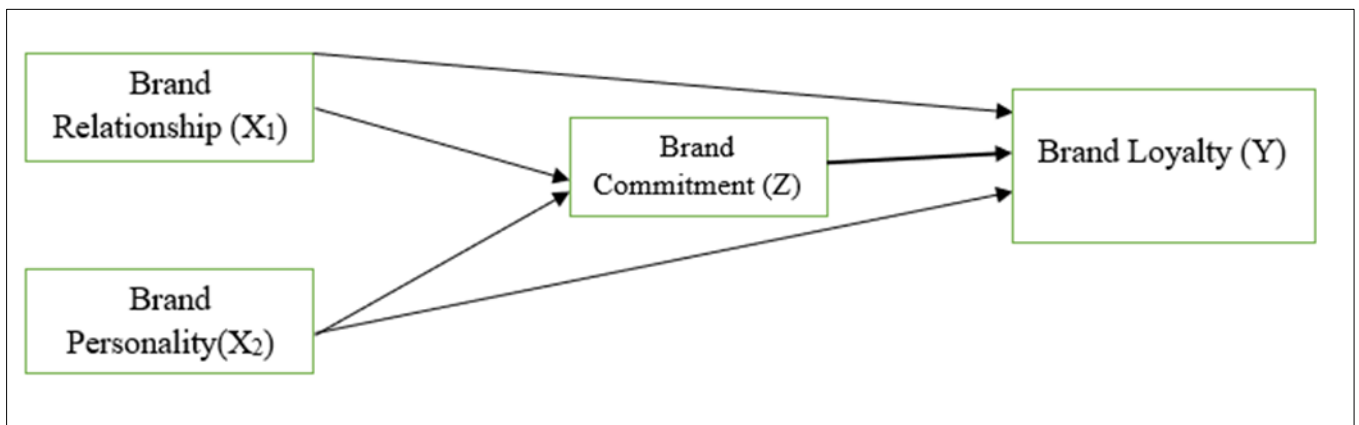 Brand
Relationship (X₁)
Brand
Commitment (Z)
Brand Loyalty (Y)
Brand
Personality(X₂)